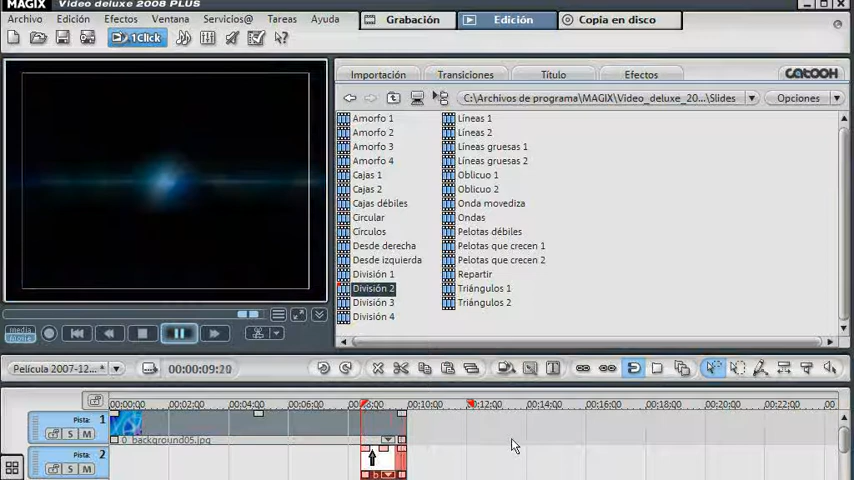 MAGIX Video deluxe 2008 PLUS
Archivo Edición Efectos Ventana Servicios@ Tareas Ayuda
Grabación Edición Copia en disco
1Click
Importación Transiciones Título Efectos catooh
C:\Archivos de programa\MAGIX\Video_deluxe_20...\Slides Opciones
Amorfo 1
Amorfo 2
Amorfo 3
Amorfo 4
Cajas 1
Cajas 2
Cajas débiles
Circular
Círculos
Desde derecha
Desde izquierda
División 1
División 2
División 3
División 4
Líneas 1
Líneas 2
Líneas gruesas 1
Líneas gruesas 2
Oblicuo 1
Oblicuo 2
Onda movediza
Ondas
Pelotas débiles
Pelotas que crecen 1
Pelotas que crecen 2
Repartir
Triángulos 1
Triángulos 2
media
movie
Película 2007-12...* 00:00:09:20
00:00:00 00:02:00 00:04:00 00:06:00 00:08:00 00:10:00 00:12:00 00:14:00 00:16:00 00:18:00 00:20:00 00:22:00 00
Pista: 1
S M
0 background05.jpg
Pista: 2
S M